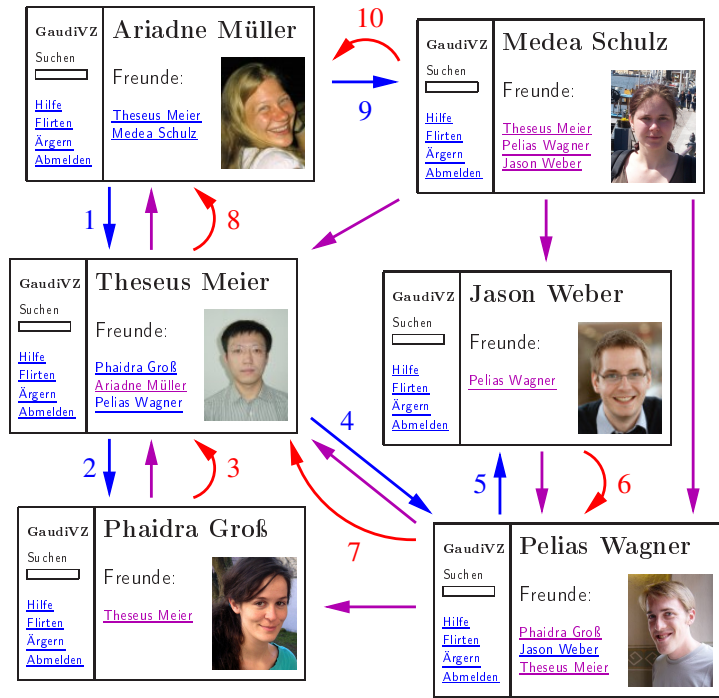 GaudiVZ
Suchen
Hilfe
Flirten
Ärgern
Abmelden
Ariadne Müller
Freunde:
Theseus Meier
Medea Schulz
10
9
GaudiVZ
Suchen
Hilfe
Flirten
Ärgern
Abmelden
Medea Schulz
Freunde:
Theseus Meier
Pelias Wagner
Jason Weber
1
8
GaudiVZ
Suchen
Hilfe
Flirten
Ärgern
Abmelden
Theseus Meier
Freunde:
Phaidra Groß
Ariadne Müller
Pelias Wagner
GaudiVZ
Suchen
Hilfe
Flirten
Ärgern
Abmelden
Jason Weber
Freunde:
Pelias Wagner
2
3
4
5
6
7
GaudiVZ
Suchen
Hilfe
Flirten
Ärgern
Abmelden
Phaidra Groß
Freunde:
Theseus Meier
GaudiVZ
Suchen
Hilfe
Flirten
Ärgern
Abmelden
Pelias Wagner
Freunde:
Phaidra Groß
Jason Weber
Theseus Meier